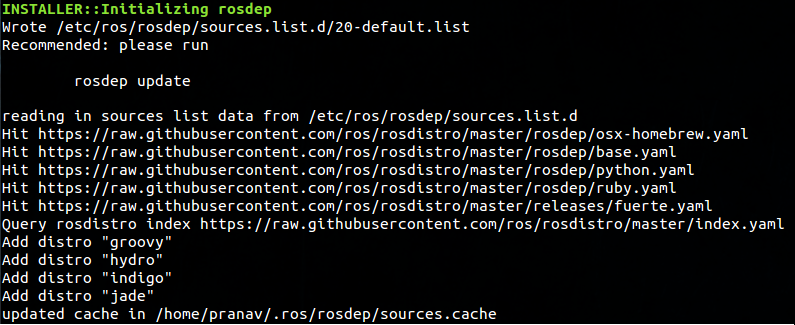 INSTALLER::Initializing rosdep
Wrote /etc/ros/rosdep/sources.list.d/20-default.list
Recommended: please run
rosdep update
reading in sources list data from /etc/ros/rosdep/sources.list.d
Hit https://raw.githubusercontent.com/ros/rosdistro/master/rosdep/osx-homebrew.yaml
Hit https://raw.githubusercontent.com/ros/rosdistro/master/rosdep/base.yaml
Hit https://raw.githubusercontent.com/ros/rosdistro/master/rosdep/python.yaml
Hit https://raw.githubusercontent.com/ros/rosdistro/master/rosdep/ruby.yaml
Hit https://raw.githubusercontent.com/ros/rosdistro/master/releases/fuerte.yaml
Query rosdistro index https://raw.githubusercontent.com/ros/rosdistro/master/index.yaml
Add distro "groovy"
Add distro "hydro"
Add distro "indigo"
Add distro "jade"
updated cache in /home/pranav/.ros/rosdep/sources.cache